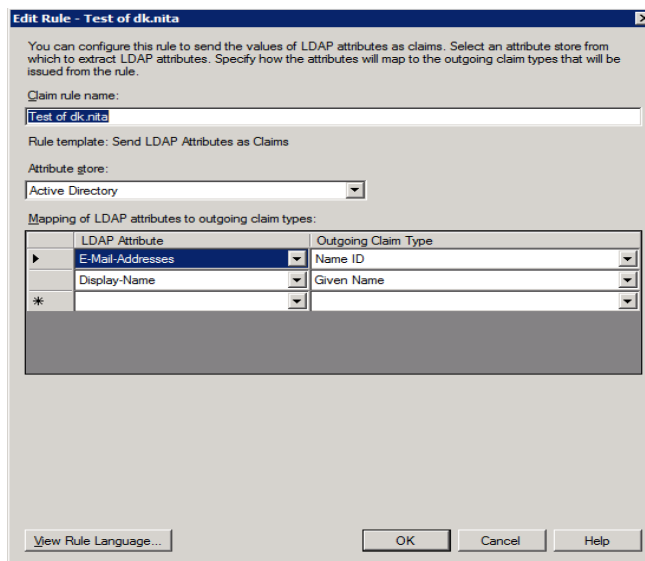 Edit Rule - Test of dk.nita
You can configure this rule to send the values of LDAP attributes as claims. Select an attribute store from
which to extract LDAP attributes. Specify how the attributes will map to the outgoing claim types that will be
issued from the rule.
Claim rule name:
Test of dk.nita
Rule template: Send LDAP Attributes as Claims
Attribute store:
Active Directory
Mapping of LDAP attributes to outgoing claim types:
LDAP Attribute Outgoing Claim Type
E-Mail-Addresses Name ID
Display-Name Given Name
View Rule Language... OK Cancel Help